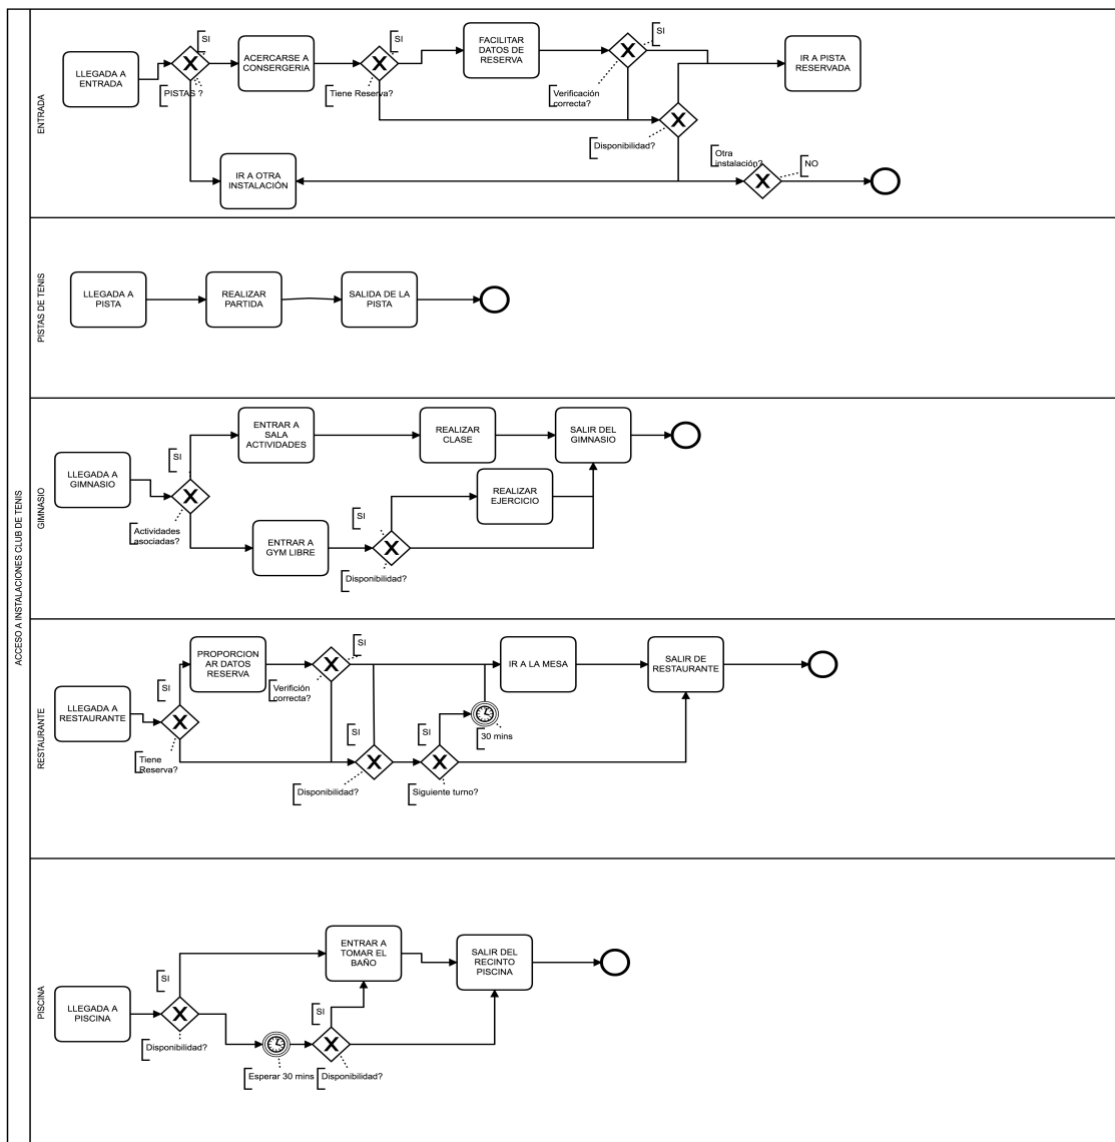 ACCESO A INSTALACIONES CLUB DE TENIS
ENTRADA
LLEGADA A
ENTRADA
SI
PISTAS ?
ACERCARSE A
CONSERGERIA
SI
Tiene Reserva?
FACILITAR
DATOS DE
RESERVA
SI
Verificación
correcta?
IR A PISTA
RESERVADA
Disponibilidad?
IR A OTRA
INSTALACIÓN
Otra
instalación?
NO
PISTAS DE TENIS
LLEGADA A
PISTA
REALIZAR
PARTIDA
SALIDA DE LA
PISTA
GIMNASIO
LLEGADA A
GIMNASIO
SI
Actividades
asociadas?
ENTRAR A
SALA
ACTIVIDADES
REALIZAR
CLASE
SALIR DEL
GIMNASIO
ENTRAR A
GYM LIBRE
SI
Disponibilidad?
REALIZAR
EJERCICIO
RESTAURANTE
LLEGADA A
RESTAURANTE
SI
Tiene
Reserva?
PROPORCION
AR DATOS
RESERVA
SI
Verifición
correcta?
IR A LA MESA
SALIR DE
RESTAURANTE
SI
Disponibilidad?
SI
Siguiente turno?
30 mins
PISCINA
LLEGADA A
PISCINA
SI
Disponibilidad?
ENTRAR A
TOMAR EL
BAÑO
SALIR DEL
RECINTO
PISCINA
Esperar 30 mins
SI
Disponibilidad?